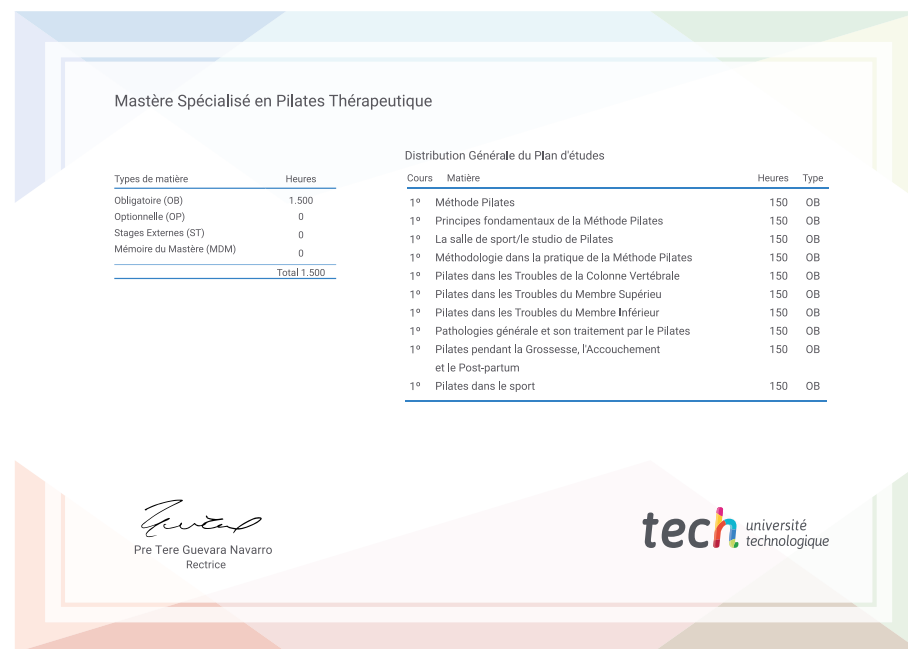 Mastère Spécialisé en Pilates Thérapeutique
Types de matière Heures
Obligatoire (OB) 1.500
Optionnelle (OP) 0
Stages Externes (ST) 0
Mémoire du Mastère (MDM) 0
Total 1.500
Distribution Générale du Plan d'études
Cours Matière Heures Type
1º Méthode Pilates 150 OB
1º Principes fondamentaux de la Méthode Pilates 150 OB
1º La salle de sport/le studio de Pilates 150 OB
1º Méthodologie dans la pratique de la Méthode Pilates 150 OB
1º Pilates dans les Troubles de la Colonne Vertébrale 150 OB
1º Pilates dans les Troubles du Membre Supérieu 150 OB
1º Pilates dans les Troubles du Membre Inférieur 150 OB
1º Pathologies générale et son traitement par le Pilates 150 OB
1º Pilates pendant la Grossesse, l'Accouchement 150 OB
et le Post-partum
1º Pilates dans le sport 150 OB
Pre Tere Guevara Navarro
Rectrice
tech université
technologique